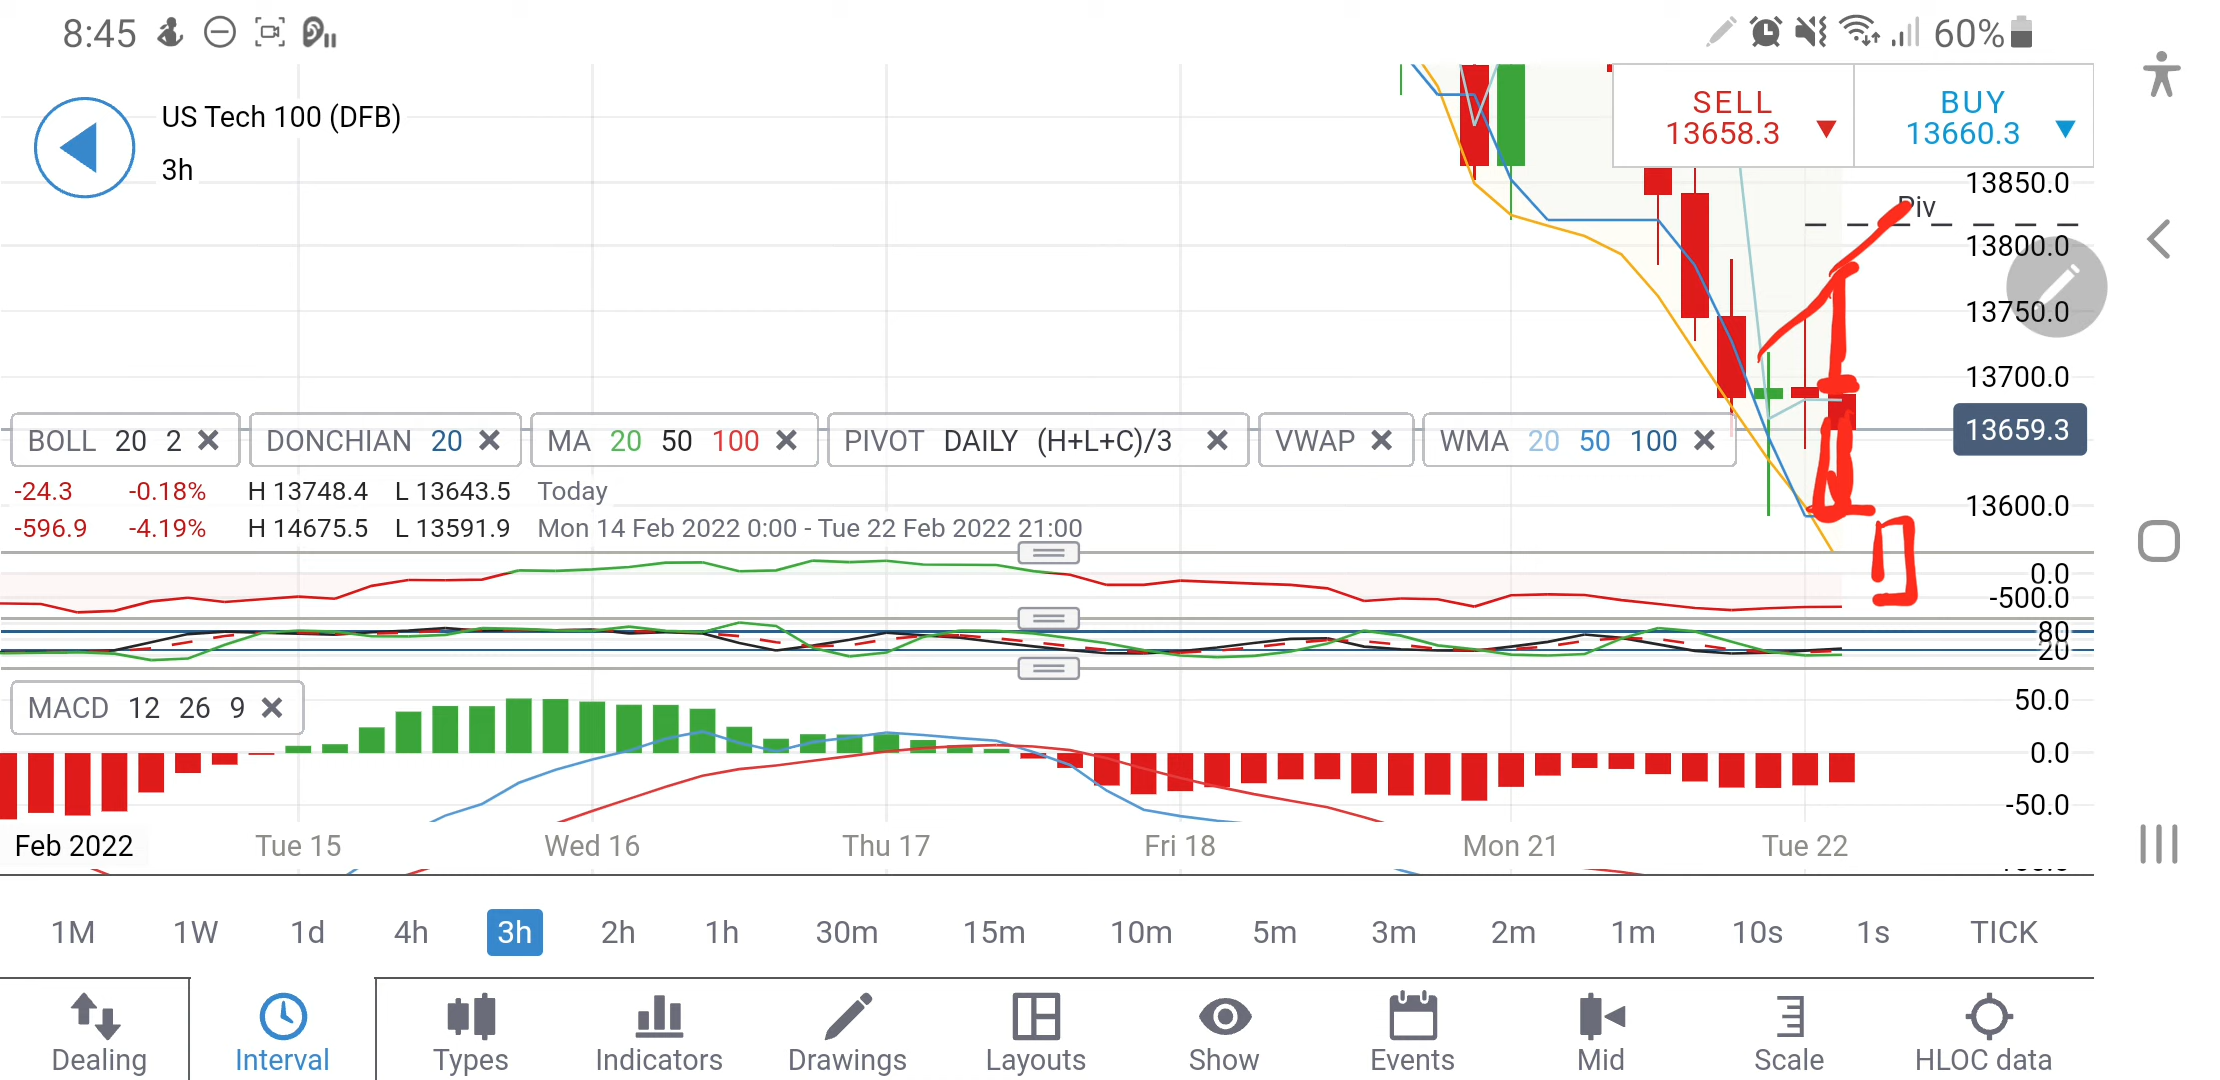 8:45
60%
US Tech 100 (DFB)
3h
SELL
13658.3
BUY
13660.3
13850.0
Piv
13800.0
13750.0
13700.0
13659.3
13600.0
BOLL 20 2
DONCHIAN 20
MA 20 50 100
PIVOT DAILY (H+L+C)/3
VWAP
WMA 20 50 100
-24.3 -0.18% H 13748.4 L 13643.5 Today
-596.9 -4.19% H 14675.5 L 13591.9 Mon 14 Feb 2022 0:00 - Tue 22 Feb 2022 21:00
0.0
-500.0
80
20
MACD 12 26 9
50.0
0.0
-50.0
Feb 2022 Tue 15 Wed 16 Thu 17 Fri 18 Mon 21 Tue 22
1M 1W 1d 4h 3h 2h 1h 30m 15m 10m 5m 3m 2m 1m 10s 1s TICK
Dealing Interval Types Indicators Drawings Layouts Show Events Mid Scale HLOC data